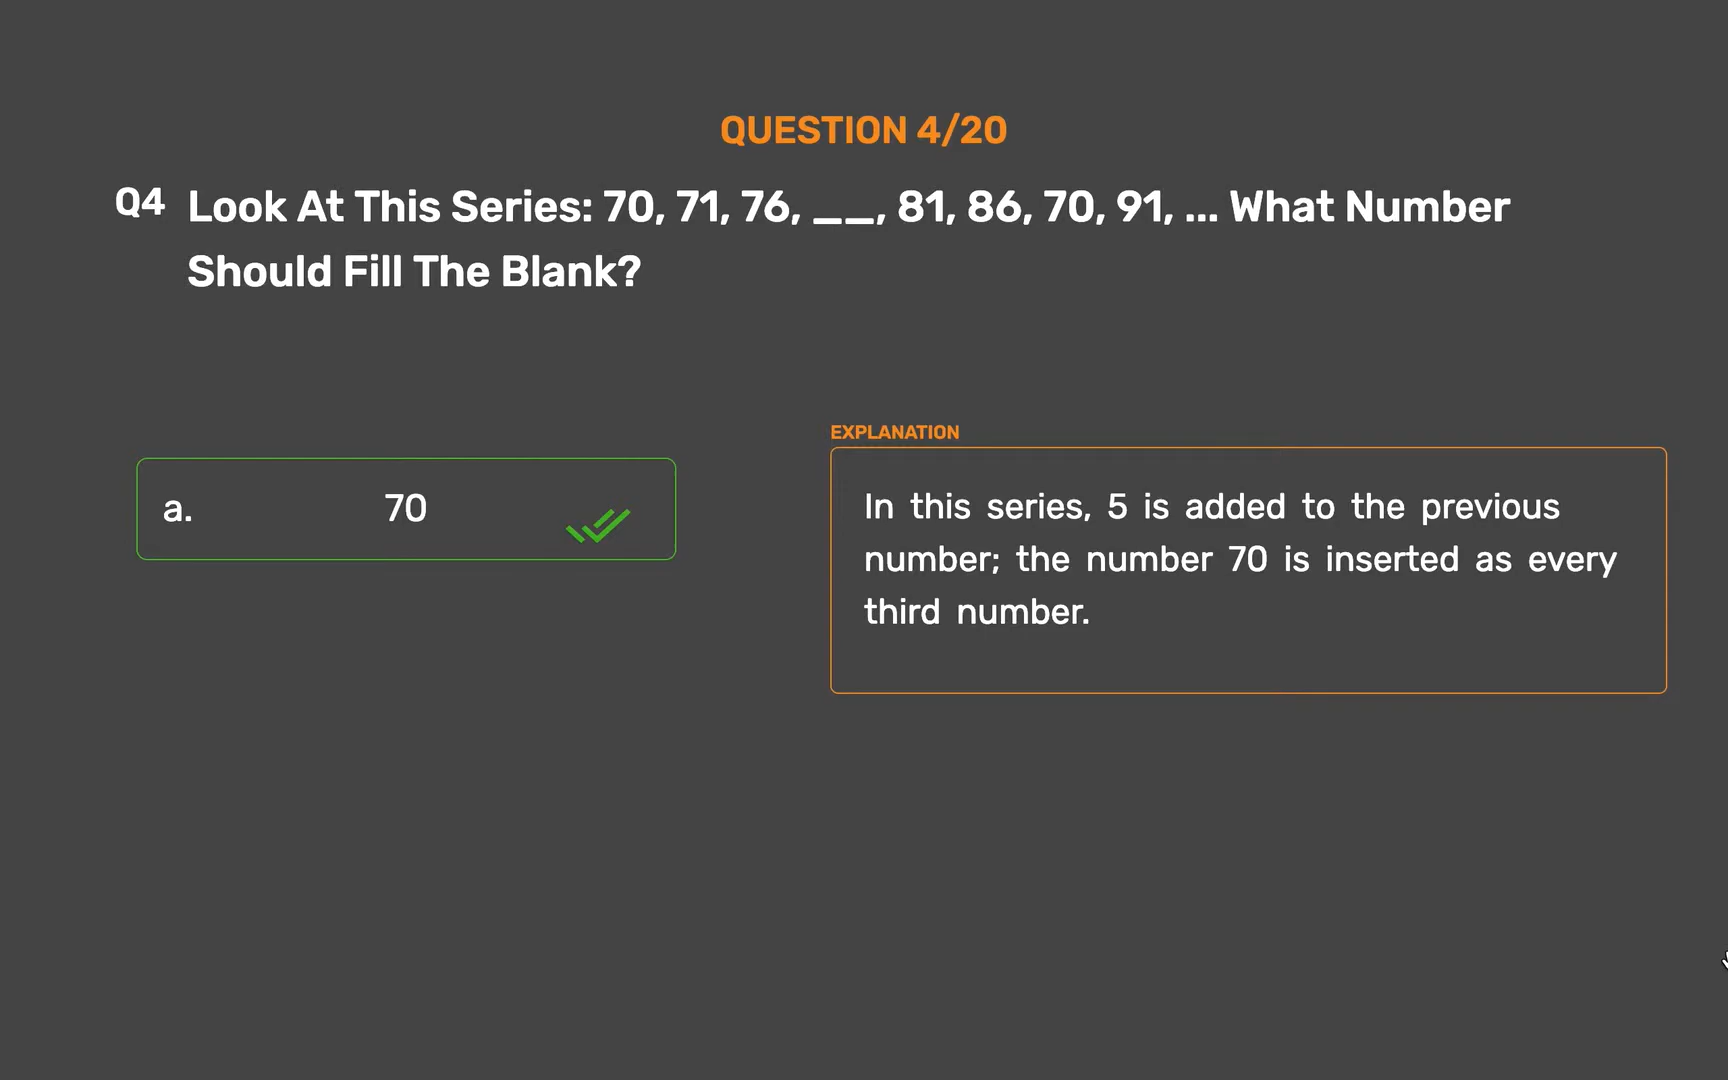 QUESTION 4/20
Q4 Look At This Series: 70, 71, 76, __, 81, 86, 70, 91, ... What Number
Should Fill The Blank?
a. 70
EXPLANATION
In this series, 5 is added to the previous
number; the number 70 is inserted as every
third number.